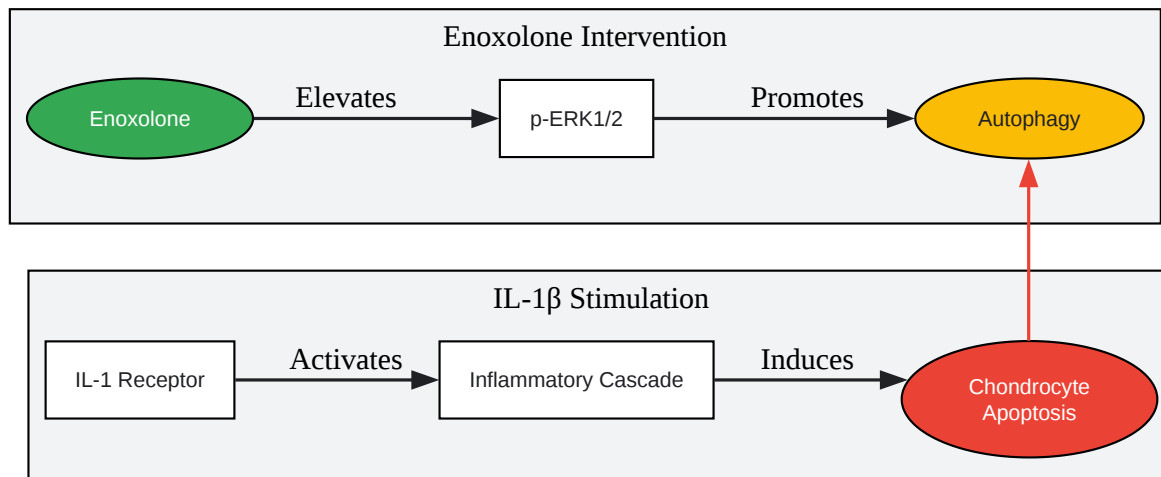 Enoxolone Intervention
Enoxolone
Elevates
p-ERK1/2
Promotes
Autophagy
IL-1β Stimulation
IL-1 Receptor
Activates
Inflammatory Cascade
Induces
Chondrocyte
Apoptosis